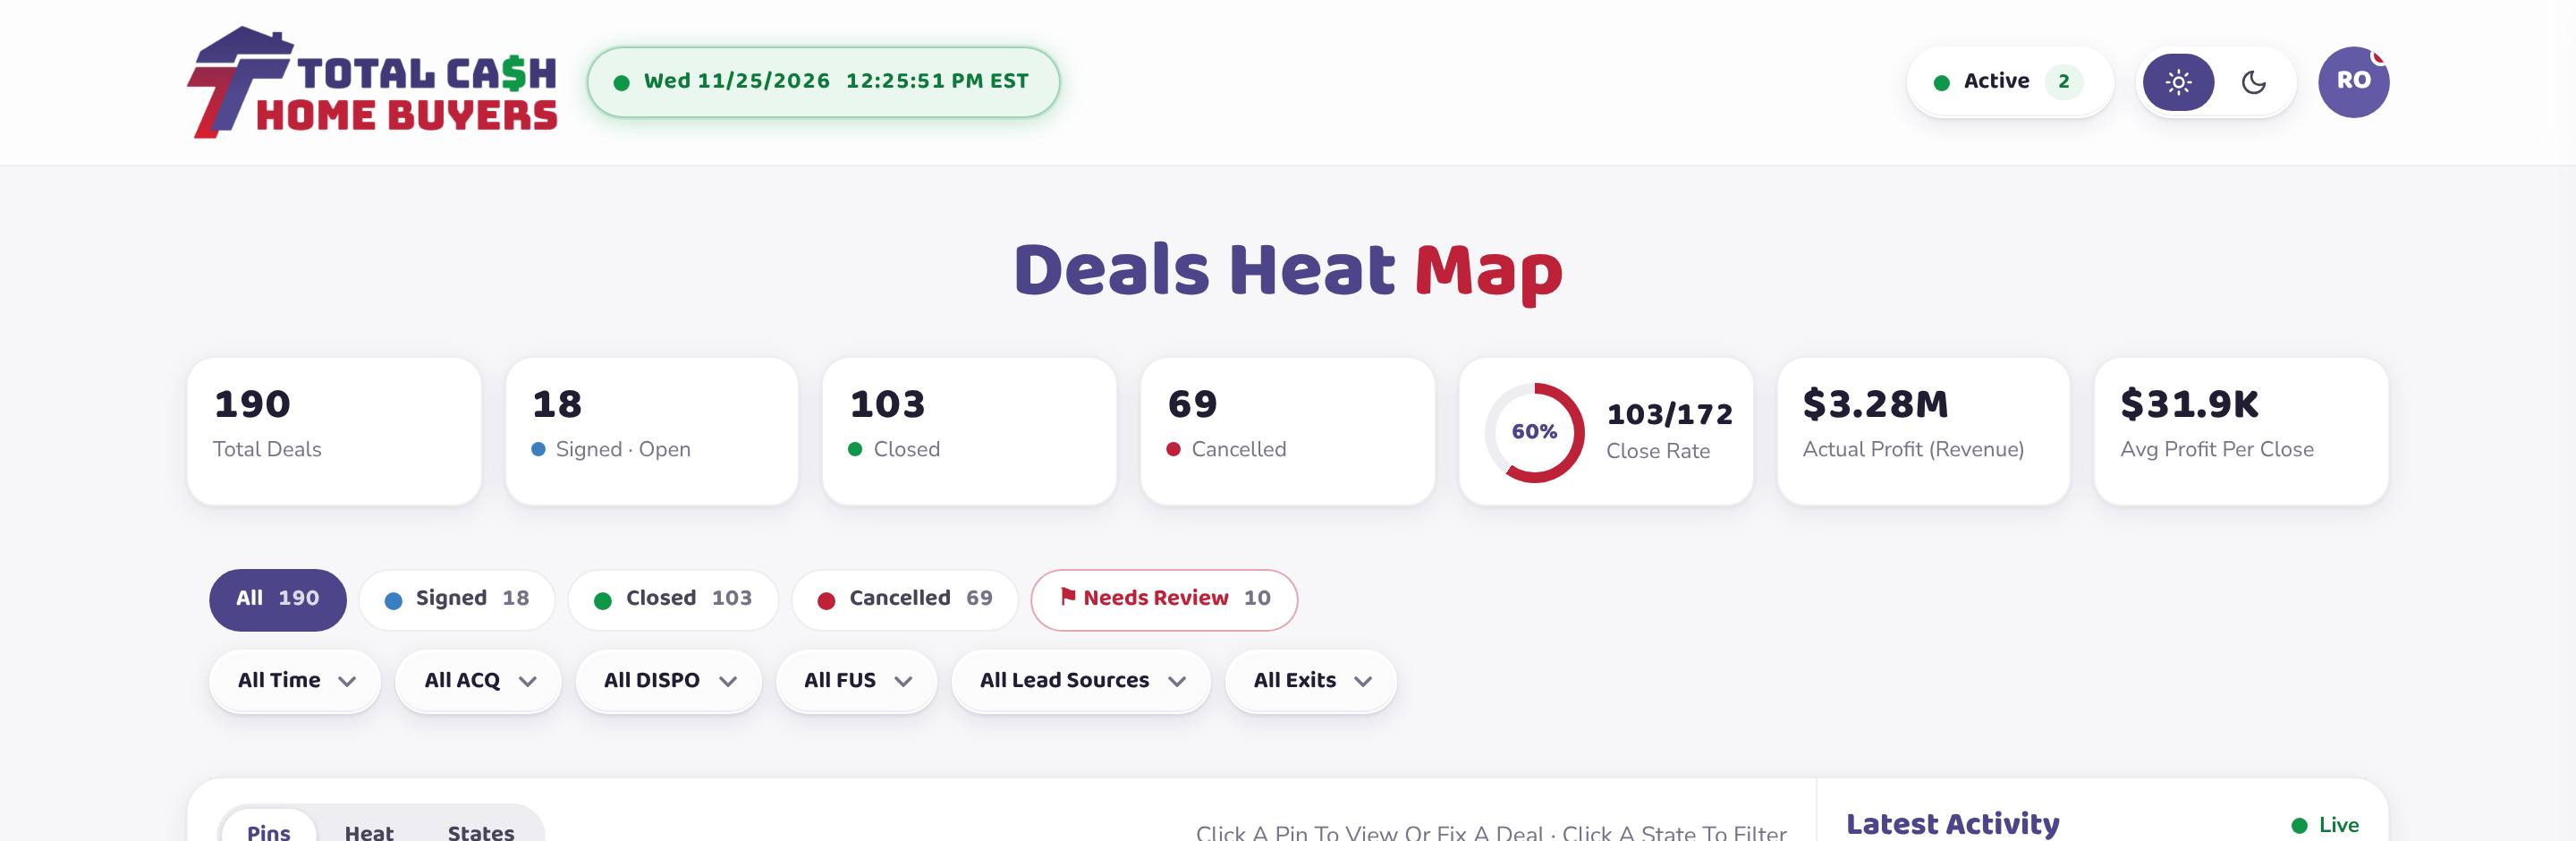 TOTAL CA$H
HOME BUYERS
Wed 11/25/2026 12:25:51 PM EST
Active 2
RO
Deals Heat Map
190
Total Deals
18
Signed · Open
103
Closed
69
Cancelled
60%
103/172
Close Rate
$3.28M
Actual Profit (Revenue)
$31.9K
Avg Profit Per Close
All 190
Signed 18
Closed 103
Cancelled 69
Needs Review 10
All Time
All ACQ
All DISPO
All FUS
All Lead Sources
All Exits
Pins
Heat
States
Click A Pin To View Or Fix A Deal · Click A State To Filter
Latest Activity
Live